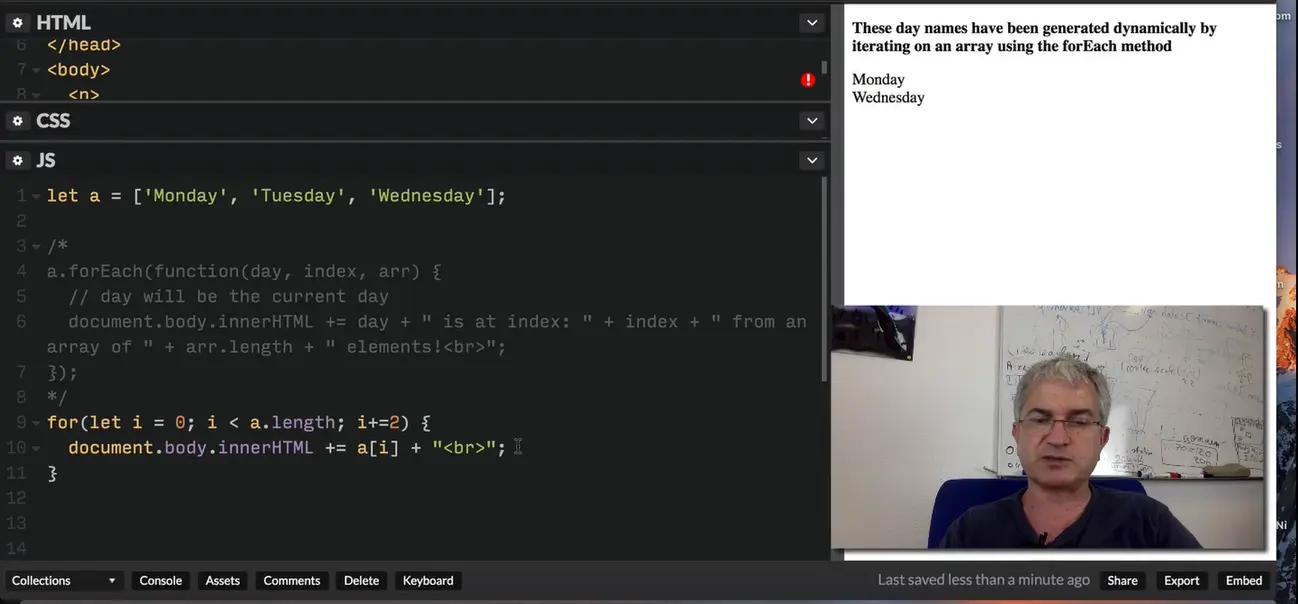 HTML
6 </head>
7 <body>
8 <n>
CSS
JS
1 let a = ['Monday', 'Tuesday', 'Wednesday'];
2
3 /*
4 a.forEach(function(day, index, arr) {
5 // day will be the current day
6 document.body.innerHTML += day + " is at index: " + index + " from an
array of " + arr.length + " elements!<br>";
7 });
8 */
9 for(let i = 0; i < a.length; i+=2) {
10 document.body.innerHTML += a[i] + "<br>";
11 }
12
13
14
These day names have been generated dynamically by
iterating on an array using the forEach method
Monday
Wednesday
Collections Console Assets Comments Delete Keyboard Last saved less than a minute ago Share Export Embed